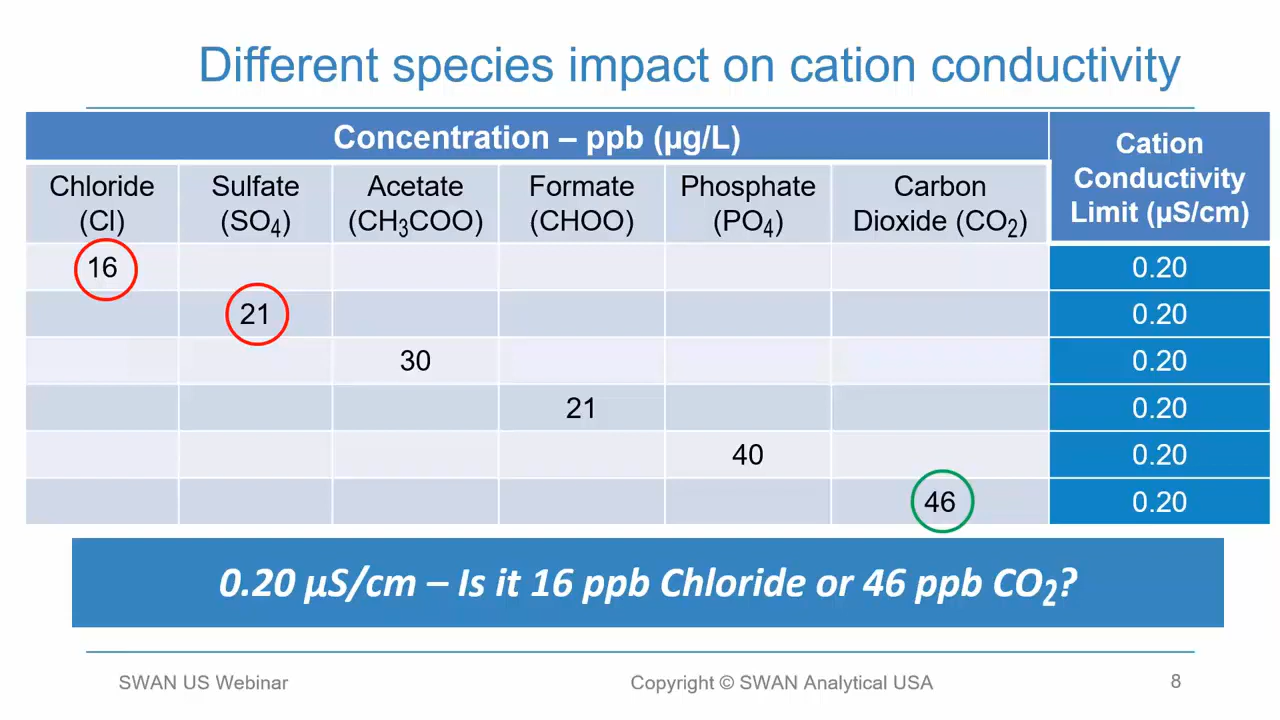 Different species impact on cation conductivity
Concentration – ppb (µg/L)
Cation
Conductivity
Limit (µS/cm)
Chloride
(Cl)
Sulfate
(SO₄)
Acetate
(CH₃COO)
Formate
(CHOO)
Phosphate
(PO₄)
Carbon
Dioxide (CO₂)
16 0.20
21 0.20
30 0.20
21 0.20
40 0.20
46 0.20
0.20 µS/cm – Is it 16 ppb Chloride or 46 ppb CO₂?
SWAN US Webinar
Copyright © SWAN Analytical USA
8